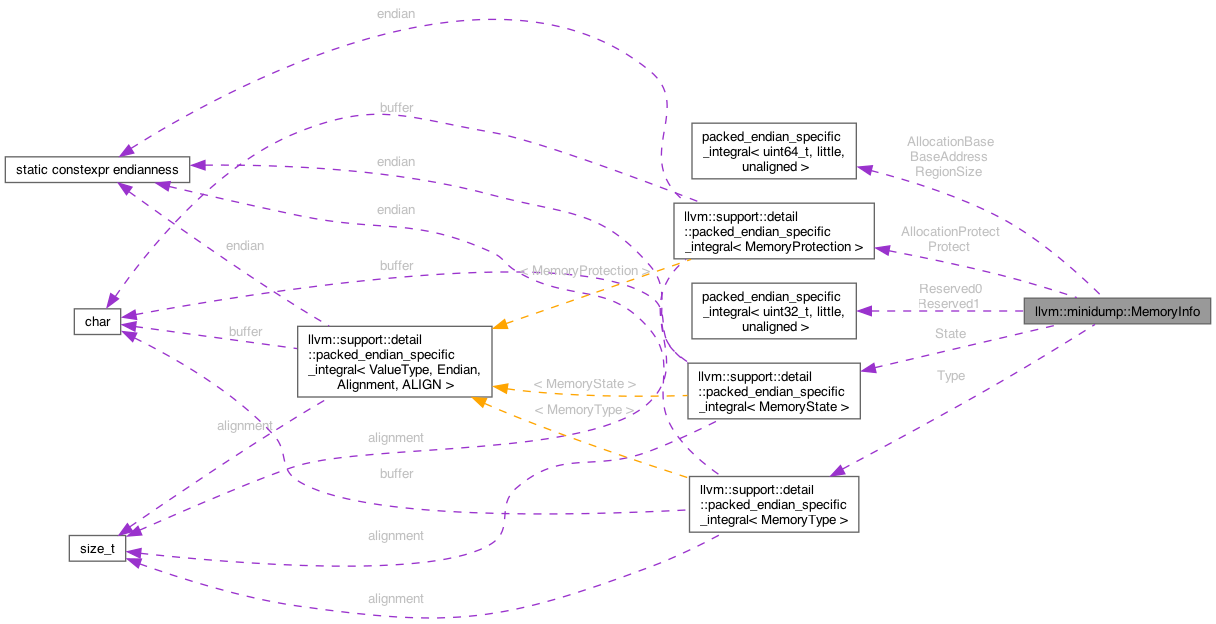 endian
buffer
packed_endian_specific
_integral< uint64_t, little,
unaligned >
AllocationBase
BaseAddress
RegionSize
static constexpr endianness
endian
endian
llvm::support::detail
::packed_endian_specific
_integral< MemoryProtection >
AllocationProtect
Protect
endian
buffer
< MemoryProtection >
packed_endian_specific
_integral< uint32_t, little,
unaligned >
Reserved0
Reserved1
llvm::minidump::MemoryInfo
char
buffer
llvm::support::detail
::packed_endian_specific
_integral< ValueType, Endian,
Alignment, ALIGN >
State
< MemoryState >
llvm::support::detail
::packed_endian_specific
_integral< MemoryState >
Type
< MemoryType >
alignment
alignment
buffer
llvm::support::detail
::packed_endian_specific
_integral< MemoryType >
size_t
alignment
alignment